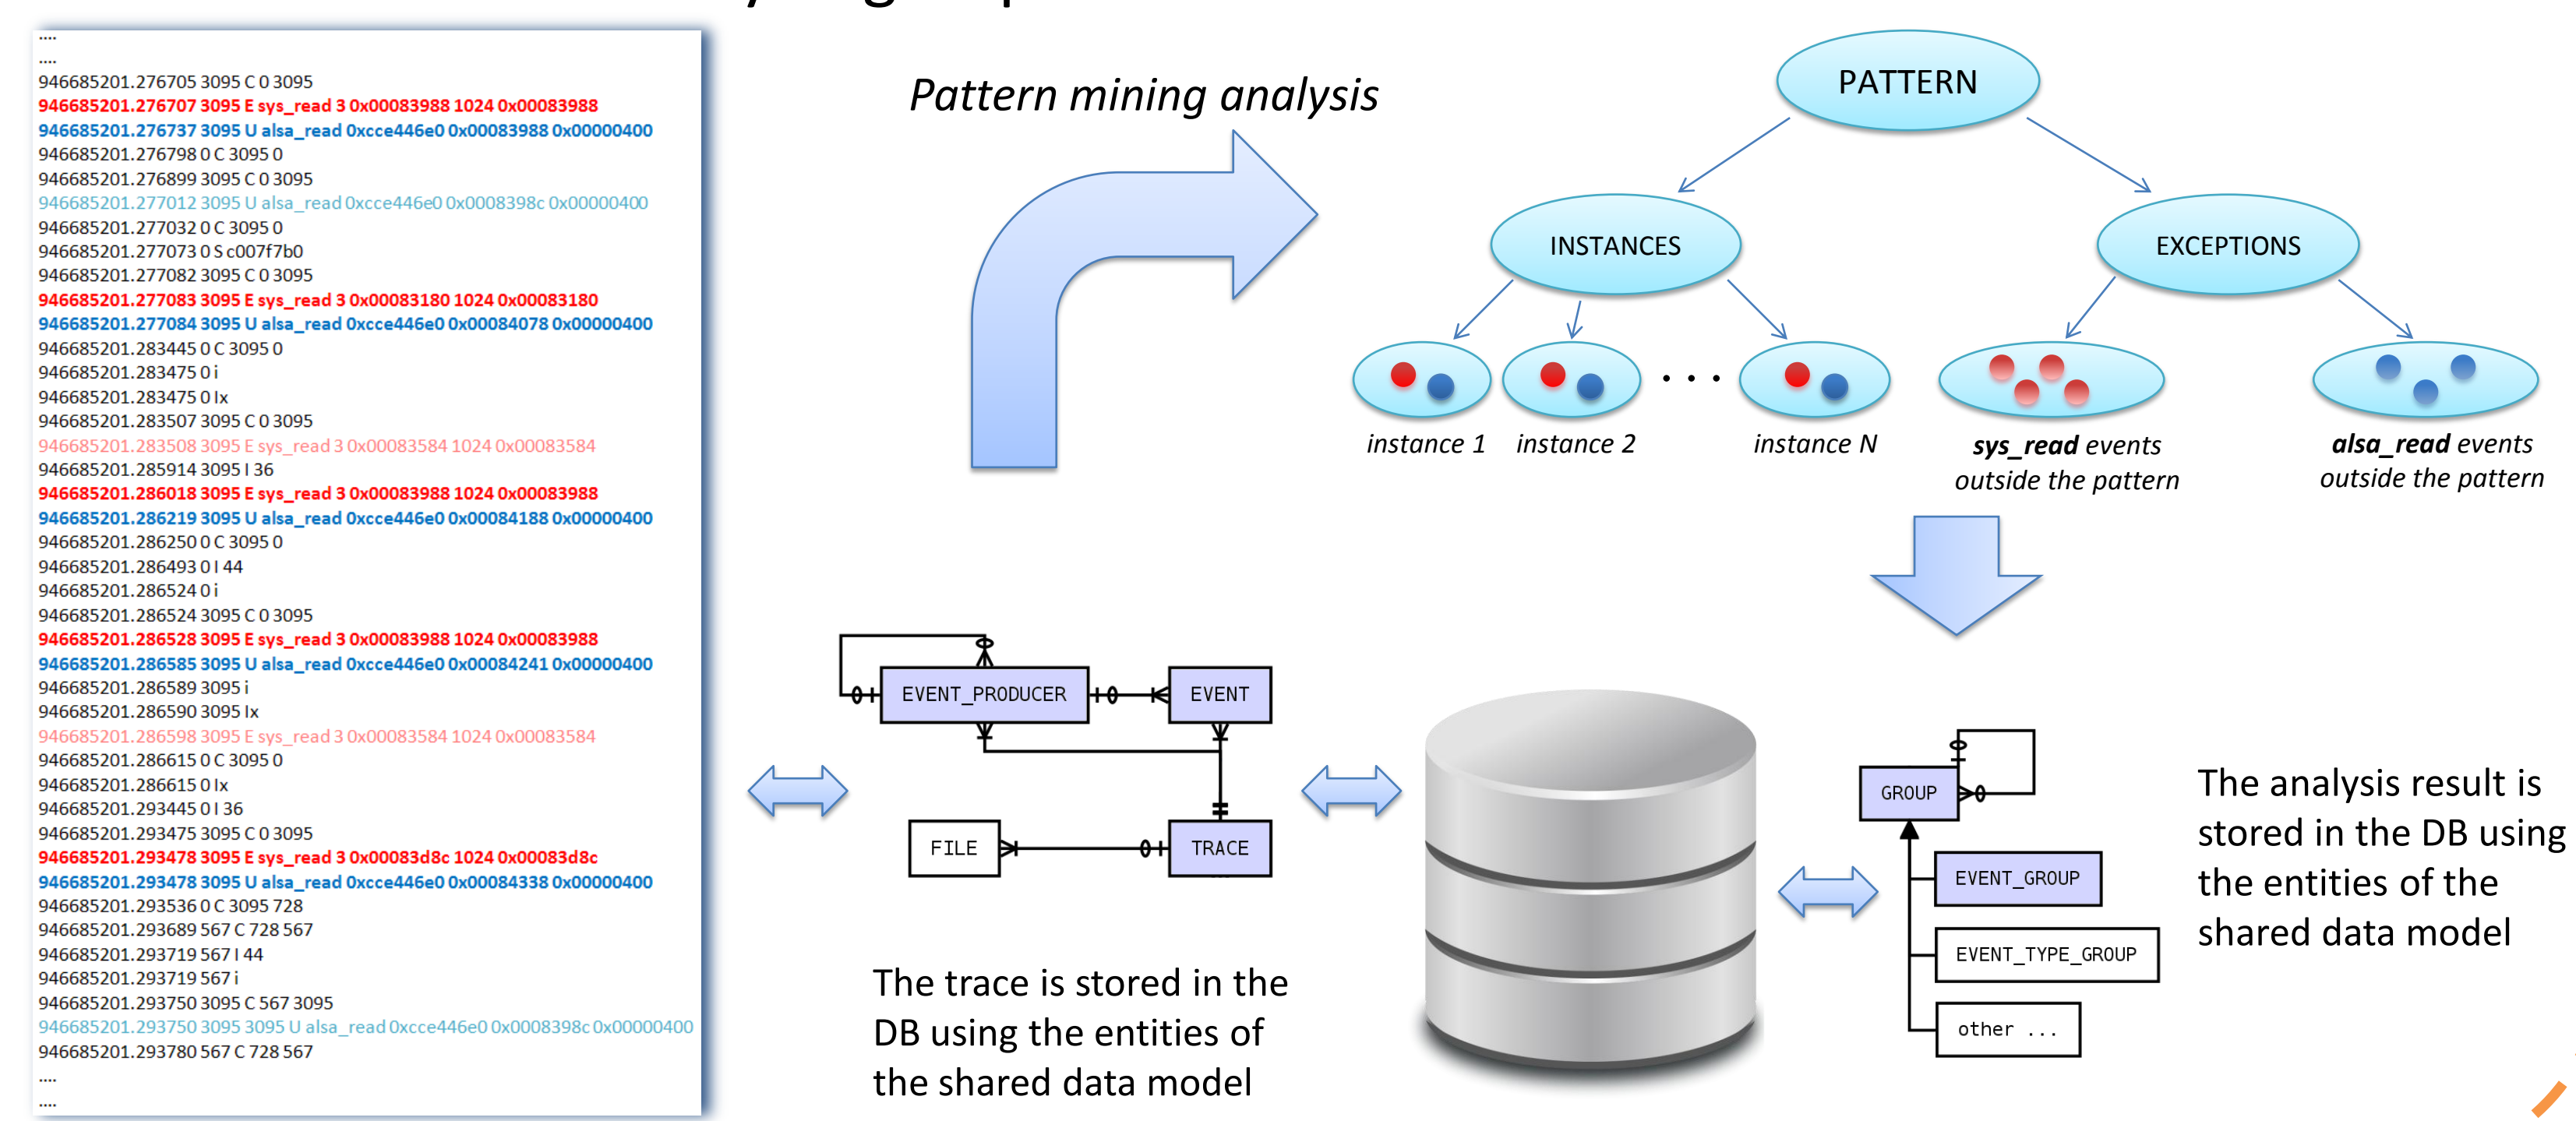 ....
....
946685201.276705 3095 C 0 3095
946685201.276707 3095 E sys_read 3 0x00083988 1024 0x00083988
946685201.276737 3095 U alsa_read 0xcce446e0 0x00083988 0x00000400
946685201.276798 0 C 3095 0
946685201.276899 3095 C 0 3095
946685201.277012 3095 U alsa_read 0xcce446e0 0x0008398c 0x00000400
946685201.277032 0 C 3095 0
946685201.277073 0 S c007f7b0
946685201.277082 3095 C 0 3095
946685201.277083 3095 E sys_read 3 0x00083180 1024 0x00083180
946685201.277084 3095 U alsa_read 0xcce446e0 0x00084078 0x00000400
946685201.283445 0 C 3095 0
946685201.283475 0 i
946685201.283475 0 Ix
946685201.283507 3095 C 0 3095
946685201.283508 3095 E sys_read 3 0x00083584 1024 0x00083584
946685201.285914 3095 I 36
946685201.286018 3095 E sys_read 3 0x00083988 1024 0x00083988
946685201.286219 3095 U alsa_read 0xcce446e0 0x00084188 0x00000400
946685201.286250 0 C 3095 0
946685201.286493 0 I 44
946685201.286524 0 i
946685201.286524 3095 C 0 3095
946685201.286528 3095 E sys_read 3 0x00083988 1024 0x00083988
946685201.286585 3095 U alsa_read 0xcce446e0 0x00084241 0x00000400
946685201.286589 3095 i
946685201.286590 3095 Ix
946685201.286598 3095 E sys_read 3 0x00083584 1024 0x00083584
946685201.286615 0 C 3095 0
946685201.286615 0 Ix
946685201.293445 0 I 36
946685201.293475 3095 C 0 3095
946685201.293478 3095 E sys_read 3 0x00083d8c 1024 0x00083d8c
946685201.293478 3095 U alsa_read 0xcce446e0 0x00084338 0x00000400
946685201.293536 0 C 3095 728
946685201.293689 567 C 728 567
946685201.293719 567 I 44
946685201.293719 567 i
946685201.293750 3095 C 567 3095
946685201.293750 3095 3095 U alsa_read 0xcce446e0 0x0008398c 0x00000400
946685201.293780 567 C 728 567
....
....
Pattern mining analysis
PATTERN
INSTANCES
EXCEPTIONS
. . .
instance 1
instance 2
instance N
sys_read events
outside the pattern
alsa_read events
outside the pattern
EVENT_PRODUCER
EVENT
FILE
TRACE
The trace is stored in the
DB using the entities of
the shared data model
GROUP
EVENT_GROUP
EVENT_TYPE_GROUP
other ...
The analysis result is
stored in the DB using
the entities of the
shared data model